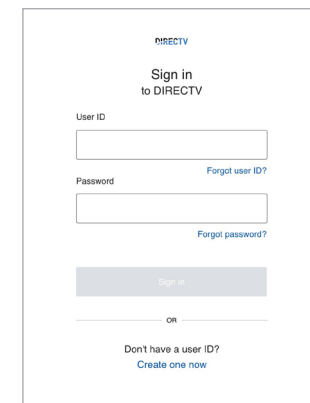 DIRECTV
Sign in
to DIRECTV
User ID
Forgot user ID?
Password
Forgot password?
Sign in
OR
Don't have a user ID?
Create one now